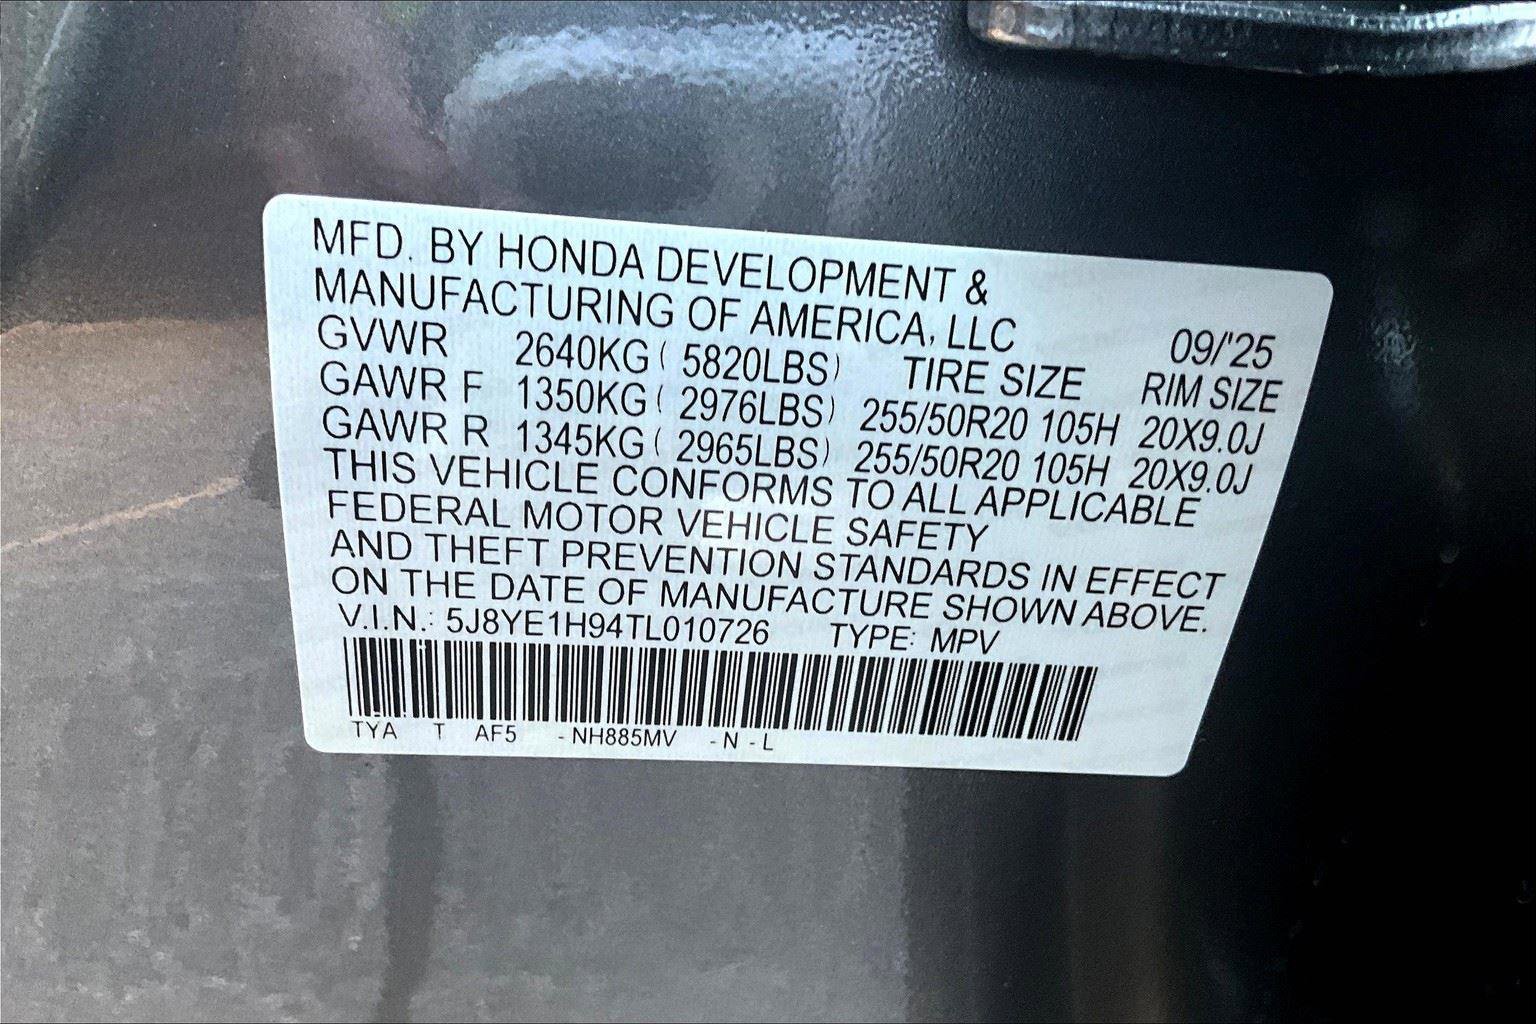 MFD. BY HONDA DEVELOPMENT &
MANUFACTURING OF AMERICA, LLC 09/'25
GVWR 2640KG ( 5820LBS) TIRE SIZE RIM SIZE
GAWR F 1350KG ( 2976LBS) 255/50R20 105H 20X9.0J
GAWR R 1345KG ( 2965LBS) 255/50R20 105H 20X9.0J
THIS VEHICLE CONFORMS TO ALL APPLICABLE
FEDERAL MOTOR VEHICLE SAFETY
AND THEFT PREVENTION STANDARDS IN EFFECT
ON THE DATE OF MANUFACTURE SHOWN ABOVE.
V.I.N.: 5J8YE1H94TL010726 TYPE: MPV
TYA T AF5 - NH885MV - N - L